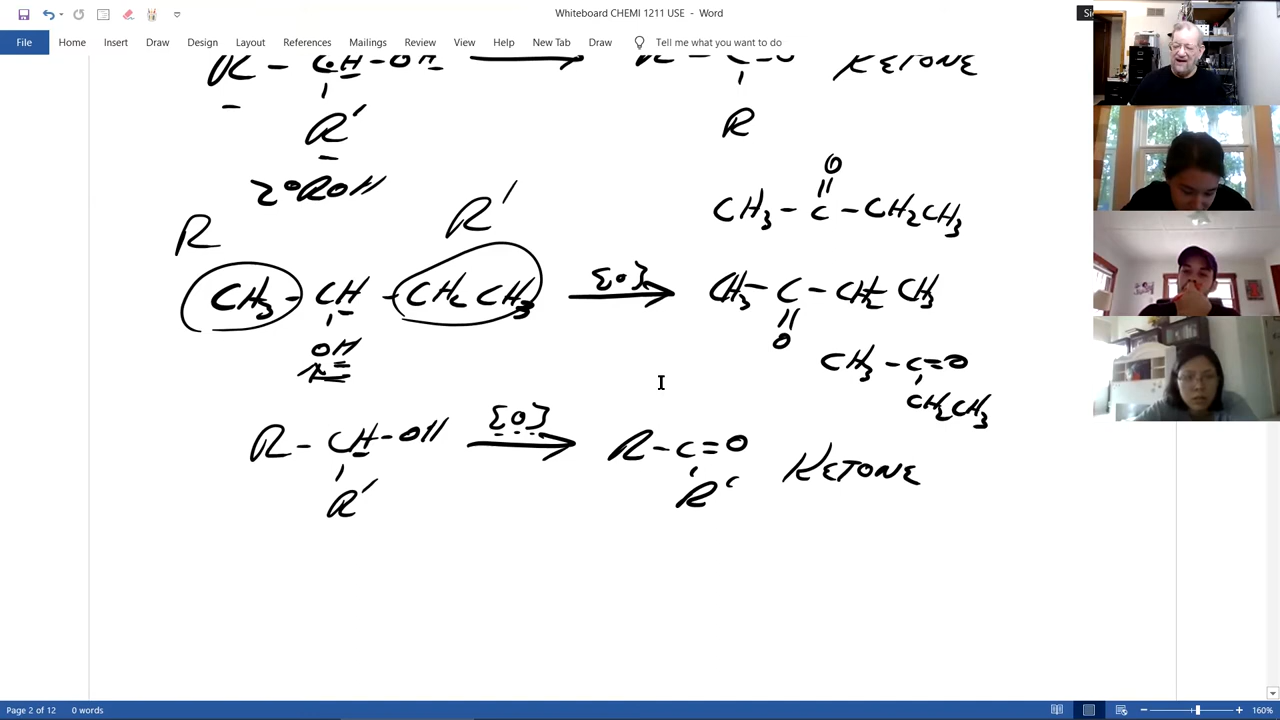 Whiteboard CHEMI 1211 USE - Word
File Home Insert Draw Design Layout References Mailings Review View Help New Tab Draw Tell me what you want to do
R - CH-OH → R - C=O KETONE
R' R
2°ROH
O
CH3 - C - CH2CH3
R R'
CH3 - CH - CH2CH3 {O} → CH3 - C - CH2 CH3
OH O
CH3 - C=O
CH2CH3
R - CH-OH {O} → R - C=O KETONE
R' R'
Page 2 of 12 0 words 160%